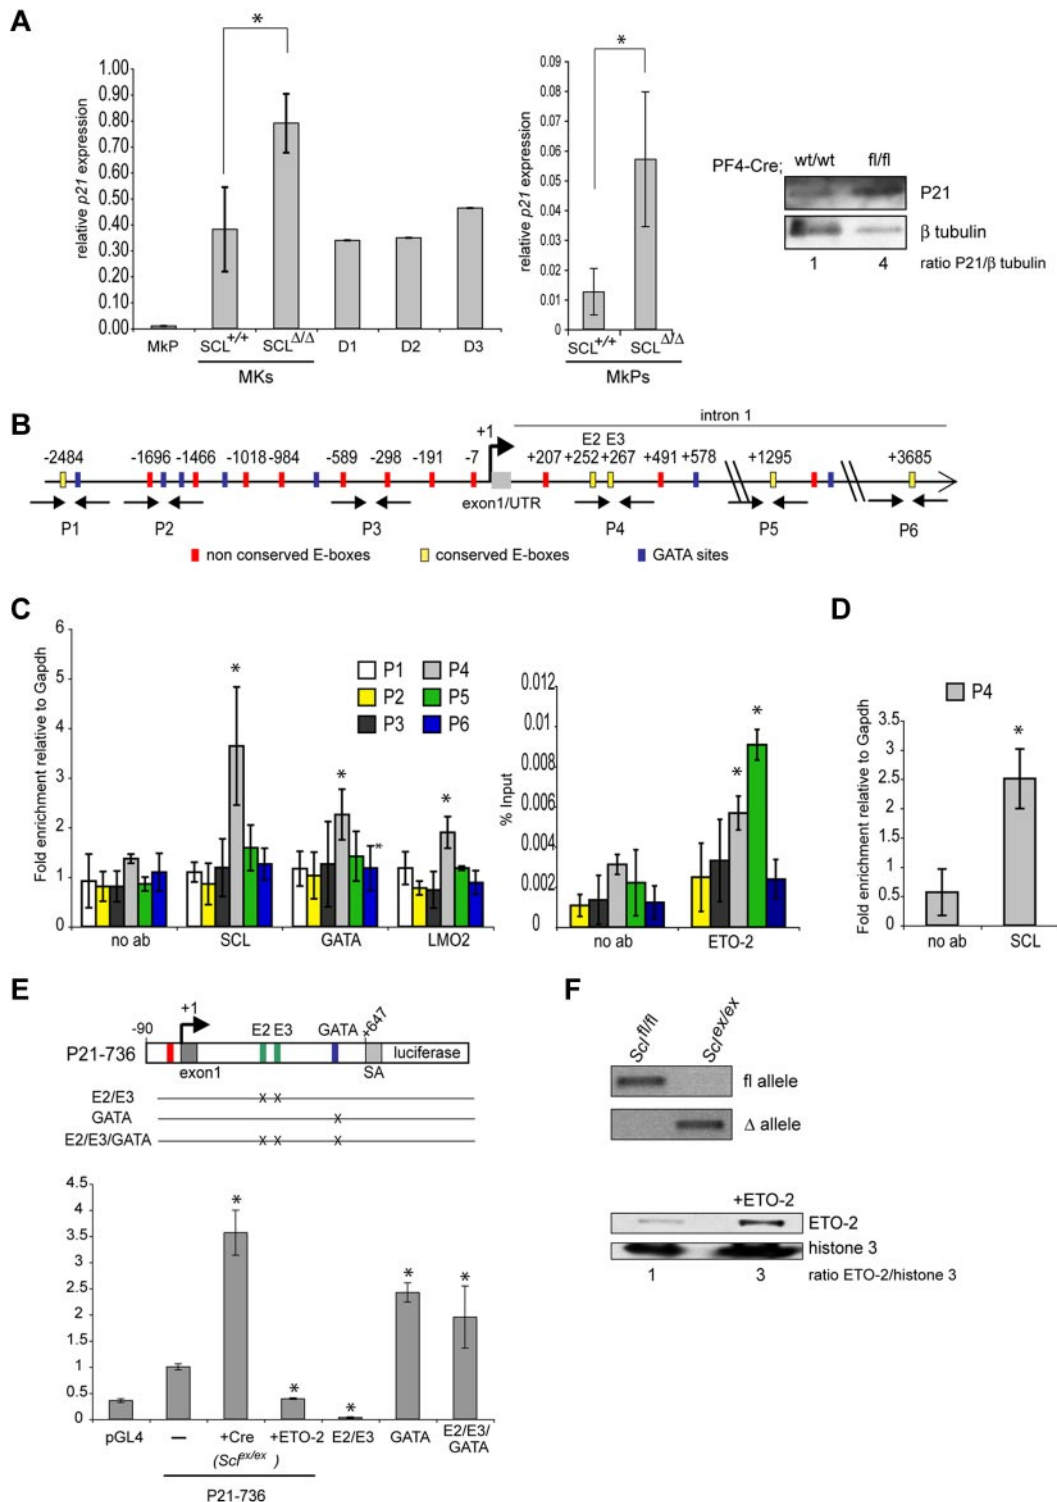 A
*
1.00
0.90
0.80
0.70
0.60
0.50
0.40
0.30
0.20
0.10
0.00
relative p21 expression
MkP SCL+/+ SCLΔ/Δ D1 D2 D3
MKs
*
0.09
0.08
0.07
0.06
0.05
0.04
0.03
0.02
0.01
0
relative p21 expression
SCL+/+ SCLΔ/Δ
MkPs
PF4-Cre; wt/wt fl/fl
P21
β tubulin
1 4 ratio P21/β tubulin
B
intron 1
+1
E2 E3
-2484 -1696 -1466 -1018 -984 -589 -298 -191 -7 +207 +252 +267 +491 +578 +1295 +3685
exon1/UTR
P1 P2 P3 P4 P5 P6
non conserved E-boxes conserved E-boxes GATA sites
C
6
5
4
3
2
1
0
Fold enrichment relative to Gapdh
P1 P4
P2 P5
P3 P6
* * * *
no ab SCL GATA LMO2
0.012
0.01
0.008
0.006
0.004
0.002
0
% Input
* *
no ab ETO-2
D
P4
3.5
3
2.5
2
1.5
1
0.5
0
Fold enrichment relative to Gapdh
*
no ab SCL
E
+1
-90 E2 E3 GATA +647
P21-736 luciferase
exon1 SA
E2/E3 x x
GATA x
E2/E3/GATA x x x
4.5
4
3.5
3
2.5
2
1.5
1
0.5
0
* * * * *
pGL4 — +Cre +ETO-2 E2/E3 GATA E2/E3/
GATA
(Sclex/ex)
P21-736
F
Sclfl/fl Sclex/ex
fl allele
Δ allele
+ETO-2
ETO-2
histone 3
1 3 ratio ETO-2/histone 3